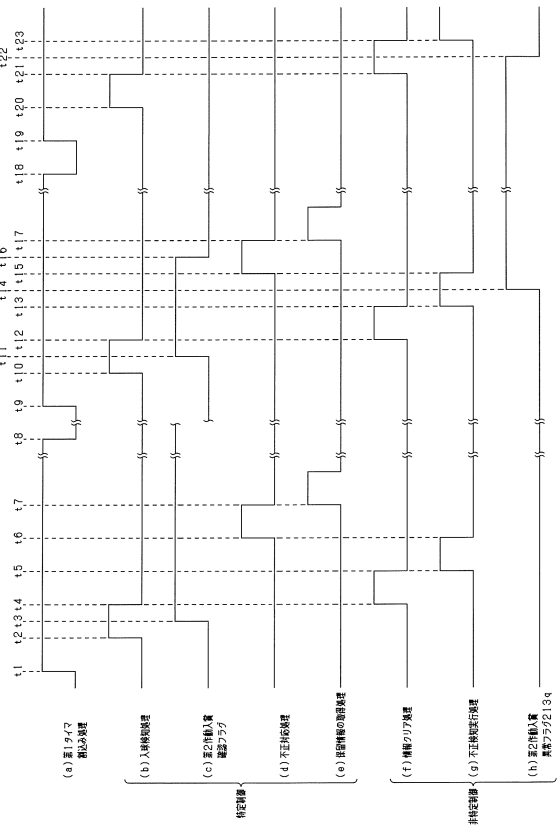 t1
t2
t3
t4
t5
t6
t7
t8
t9
t10
t11
t12
t13
t14
t15
t16
t17
t18
t19
t20
t21
t22
t23
(a)第1タイマ
割込み処理
(b)入球検知処理
(c)第2作動入賞
確認フラグ
(d)不正対応処理
(e)保留情報の取得処理
(f)情報クリア処理
(g)不正検知実行処理
(h)第2作動入賞
異常フラグ213q
特定制御
非特定制御